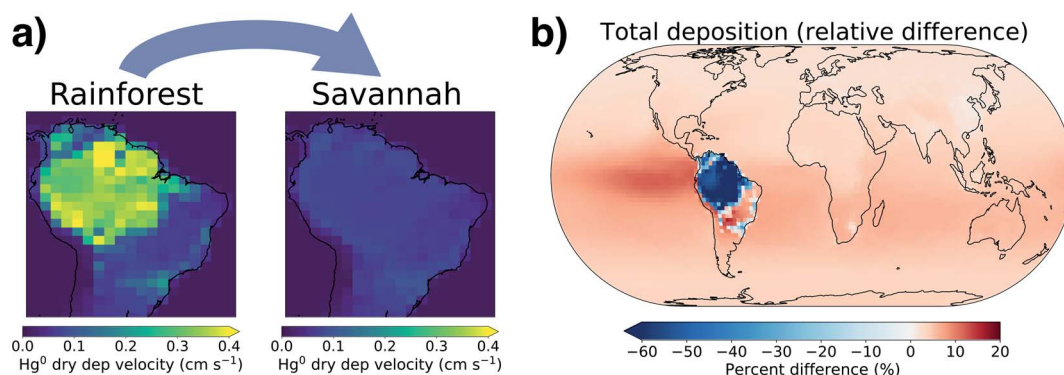 a)
Rainforest
Savannah
0.0 0.1 0.2 0.3 0.4
Hg⁰ dry dep velocity (cm s⁻¹)
0.0 0.1 0.2 0.3 0.4
Hg⁰ dry dep velocity (cm s⁻¹)
b)
Total deposition (relative difference)
−60 −50 −40 −30 −20 −10 0 10 20
Percent difference (%)